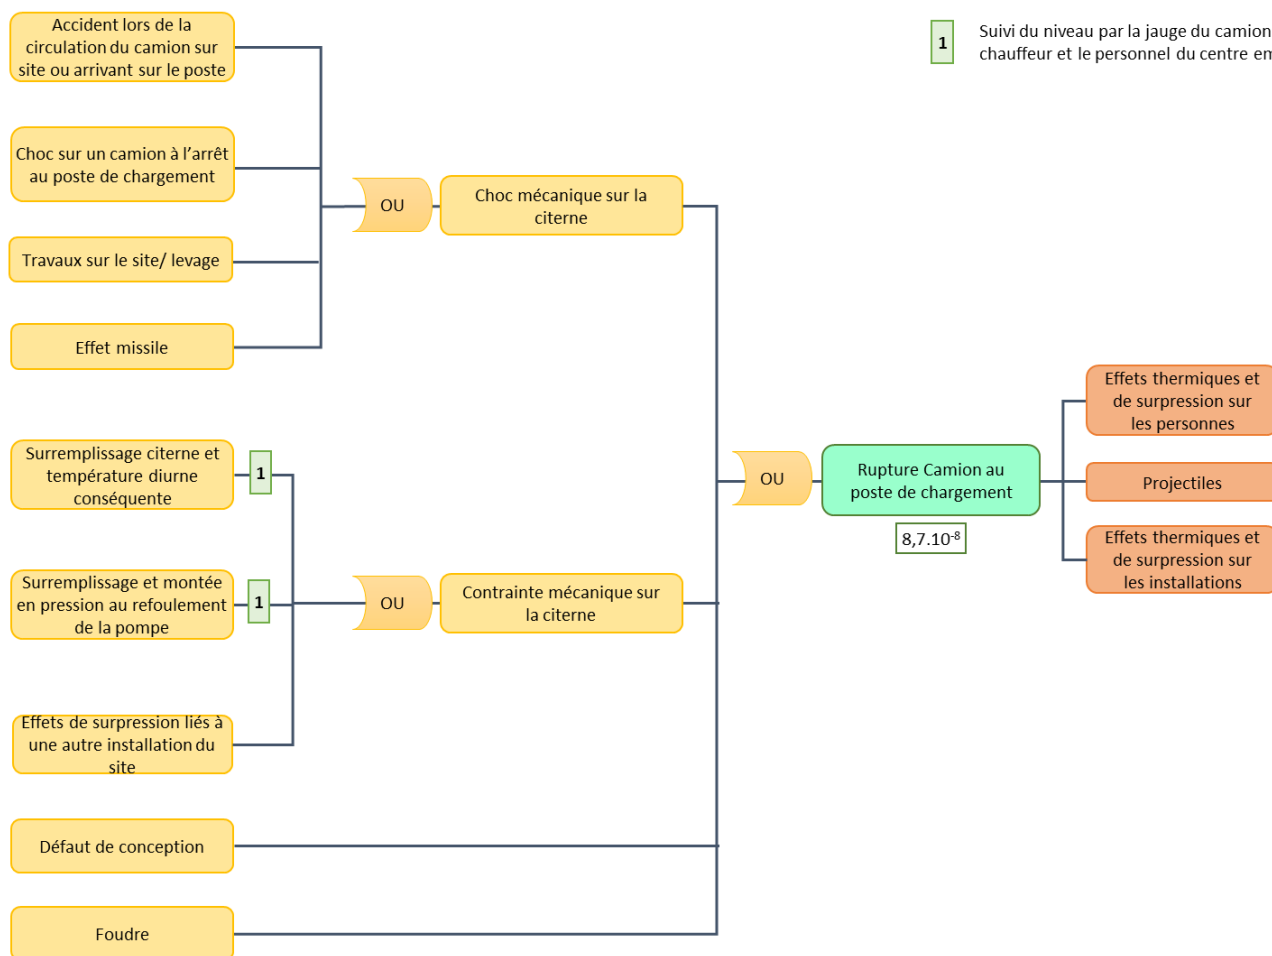 Accident lors de la
circulation du camion sur
site ou arrivant sur le poste
1
Suivi du niveau par la jauge du camion
chauffeur et le personnel du centre
Choc sur un camion à l’arrêt
au poste de chargement
OU
Choc mécanique sur la
citerne
Travaux sur le site/ levage
Effet missile
Surremplissage citerne et
température diurne
conséquente
1
Surremplissage et montée
en pression au refoulement
de la pompe
1
OU
Contrainte mécanique sur
la citerne
Effets de surpression liés à
une autre installation du
site
Défaut de conception
Foudre
OU
Rupture Camion au
poste de chargement
8,7.10⁻⁸
Effets thermiques et
de surpression sur
les personnes
Projectiles
Effets thermiques et
de surpression sur
les installations